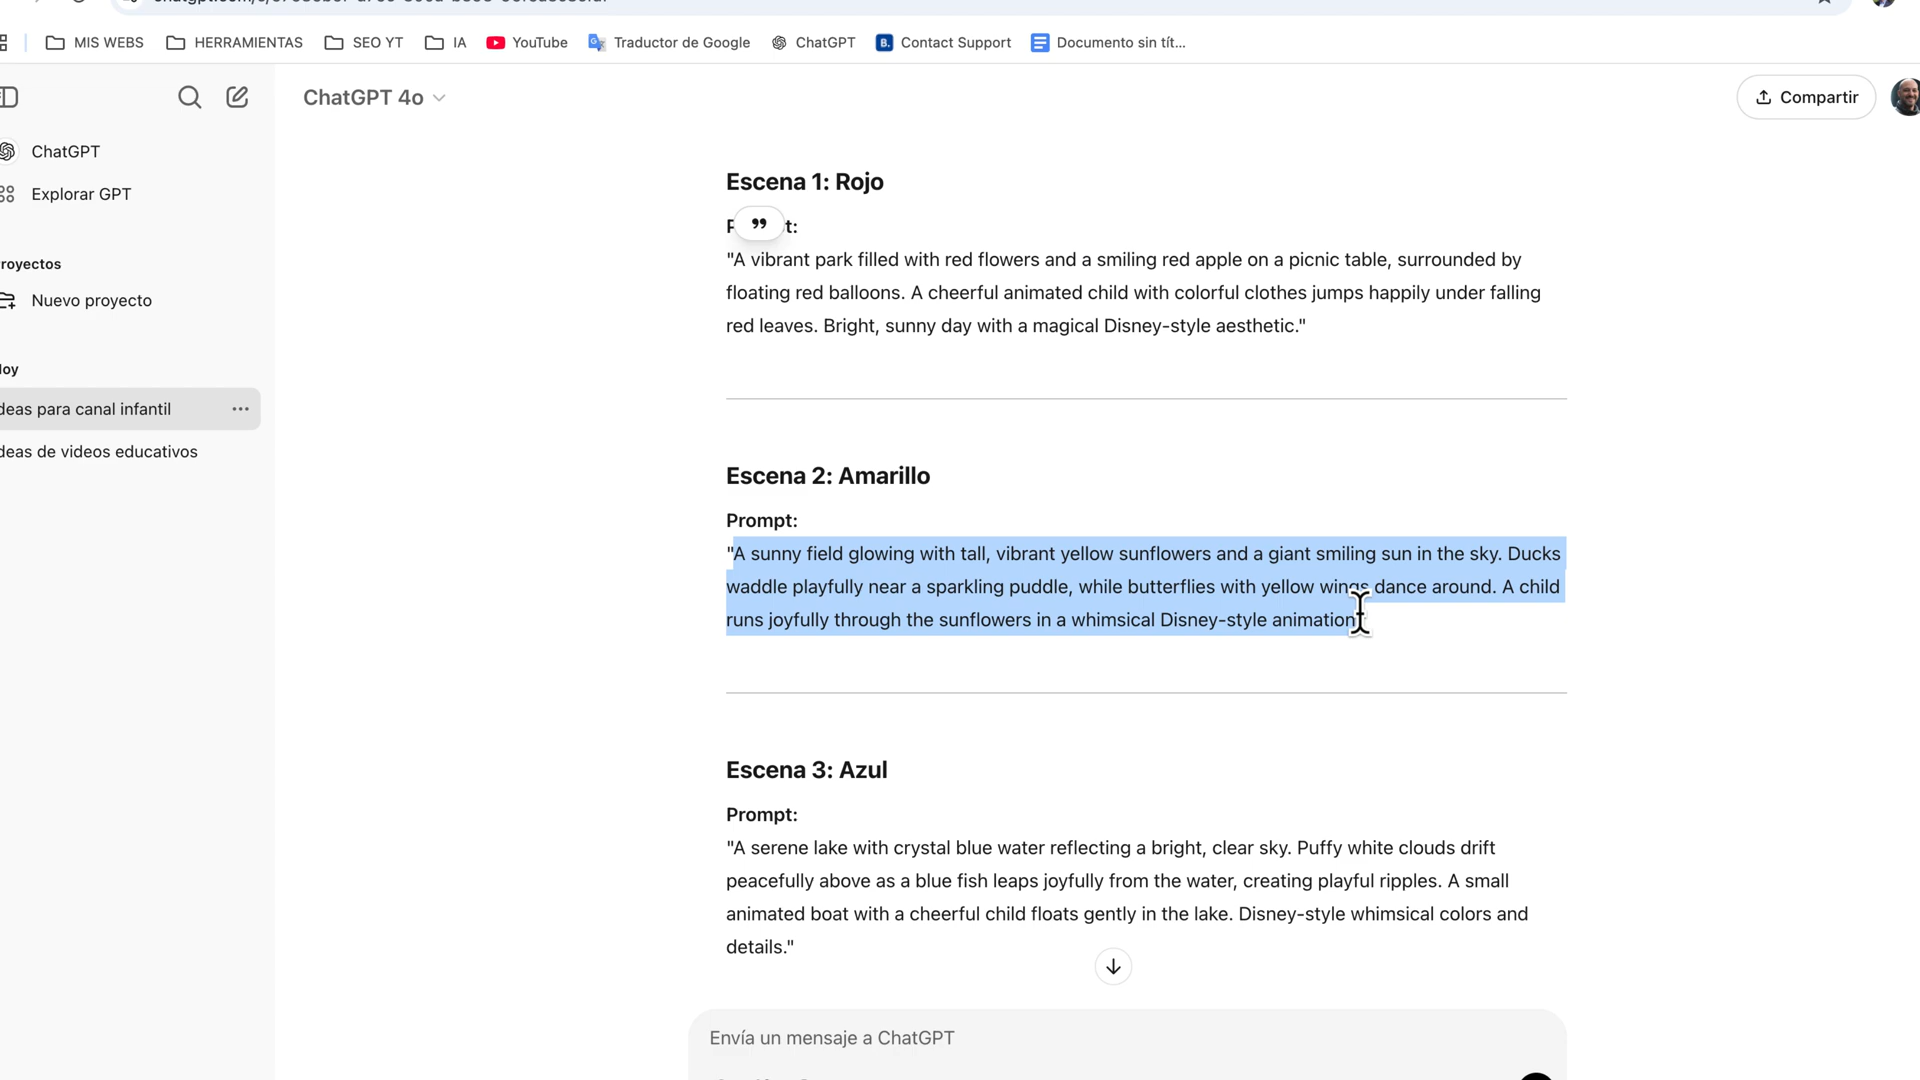 MIS WEBS HERRAMIENTAS SEO YT IA YouTube Traductor de Google ChatGPT B. Contact Support Documento sin tít...
ChatGPT 4o
Compartir
ChatGPT
Explorar GPT
royectos
Nuevo proyecto
loy
deas para canal infantil ...
deas de videos educativos
Escena 1: Rojo
"A vibrant park filled with red flowers and a smiling red apple on a picnic table, surrounded by
floating red balloons. A cheerful animated child with colorful clothes jumps happily under falling
red leaves. Bright, sunny day with a magical Disney-style aesthetic."
Escena 2: Amarillo
Prompt:
"A sunny field glowing with tall, vibrant yellow sunflowers and a giant smiling sun in the sky. Ducks
waddle playfully near a sparkling puddle, while butterflies with yellow wings dance around. A child
runs joyfully through the sunflowers in a whimsical Disney-style animation
Escena 3: Azul
Prompt:
"A serene lake with crystal blue water reflecting a bright, clear sky. Puffy white clouds drift
peacefully above as a blue fish leaps joyfully from the water, creating playful ripples. A small
animated boat with a cheerful child floats gently in the lake. Disney-style whimsical colors and
details."
Envía un mensaje a ChatGPT